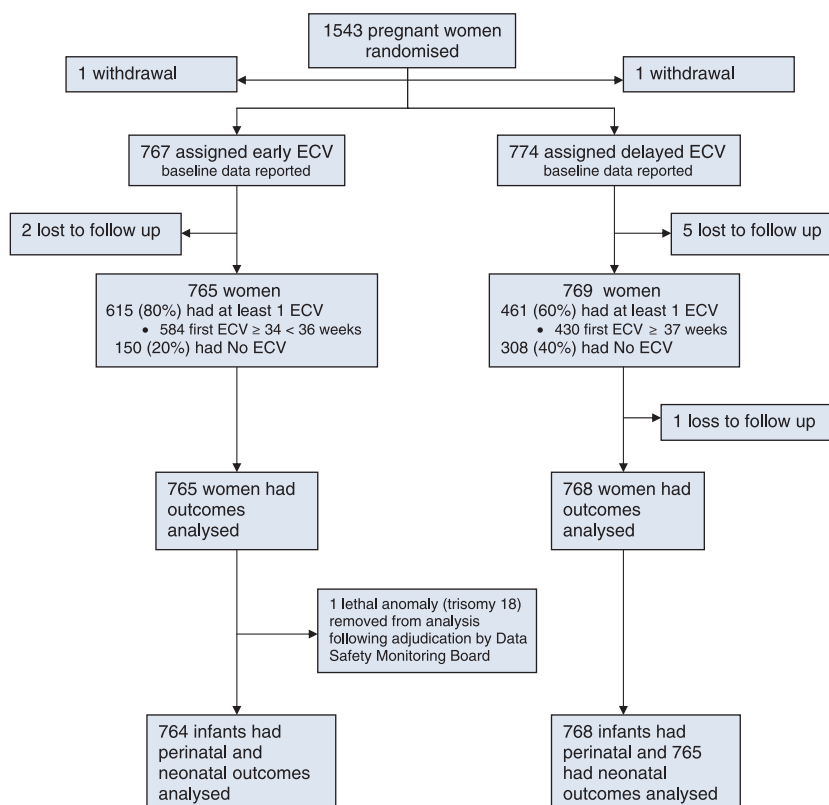 1543 pregnant women
randomised
1 withdrawal
1 withdrawal
767 assigned early ECV
baseline data reported
774 assigned delayed ECV
baseline data reported
2 lost to follow up
5 lost to follow up
765 women
615 (80%) had at least 1 ECV
• 584 first ECV ≥ 34 < 36 weeks
150 (20%) had No ECV
769 women
461 (60%) had at least 1 ECV
• 430 first ECV ≥ 37 weeks
308 (40%) had No ECV
1 loss to follow up
765 women had
outcomes
analysed
768 women had
outcomes
analysed
1 lethal anomaly (trisomy 18)
removed from analysis
following adjudication by Data
Safety Monitoring Board
764 infants had
perinatal and
neonatal outcomes
analysed
768 infants had
perinatal and 765
had neonatal
outcomes analysed